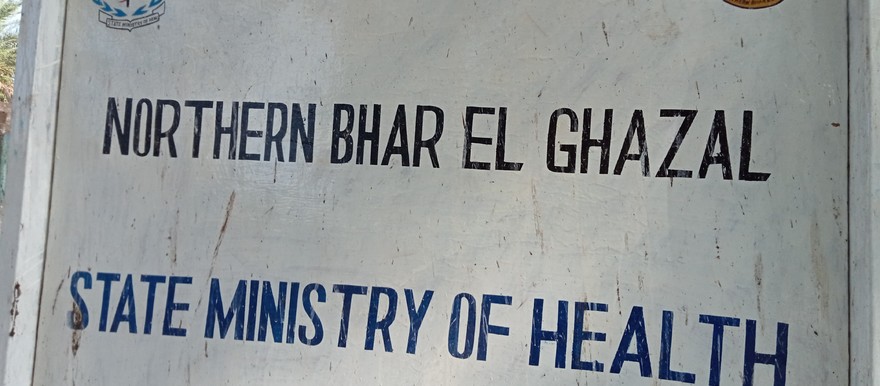 NORTHERN BHAR EL GHAZAL
STATE MINISTRY OF HEALTH